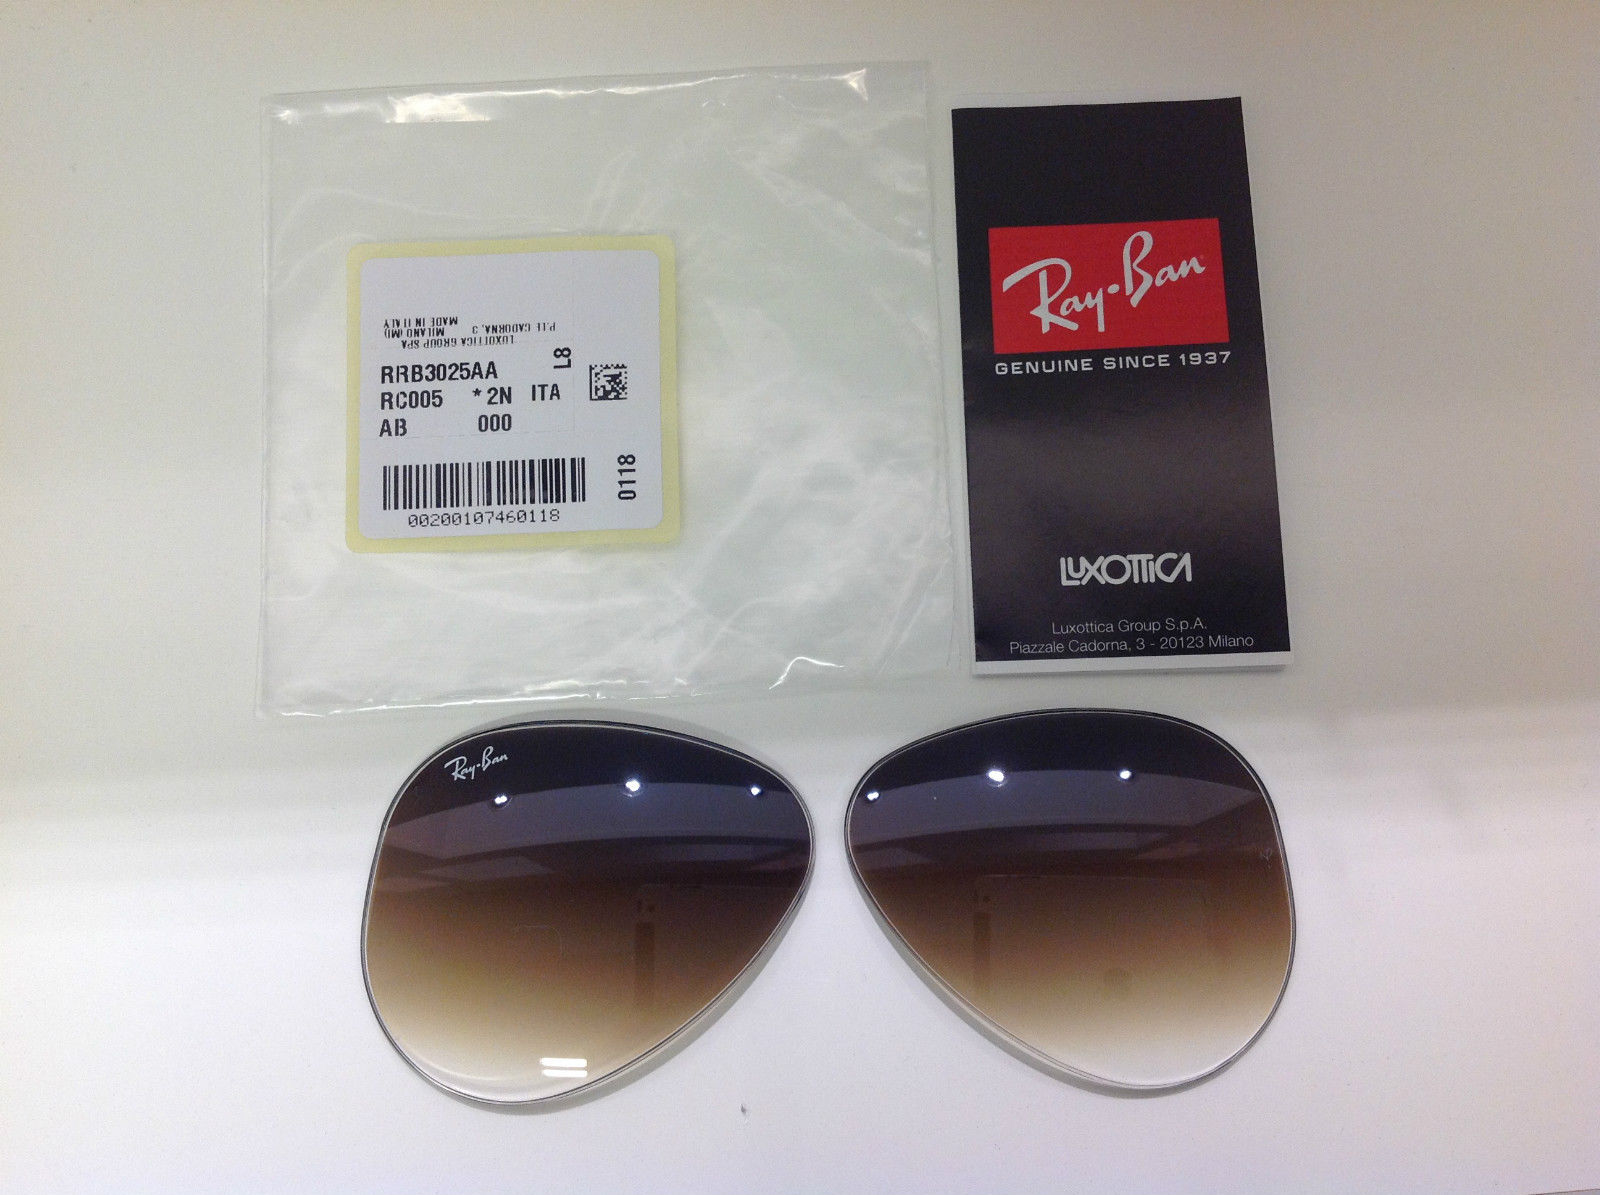 LUXOTTICA GROUP SPA
P.LE CADORNA, 3 MILANO (MI)
MADE IN ITALY
RRB3025AA
L8
RC005 * 2N ITA
AB 000
0118
00200107460118
Ray-Ban
GENUINE SINCE 1937
LUXOTTICA
Luxottica Group S.p.A.
Piazzale Cadorna, 3 - 20123 Milano
Ray-Ban